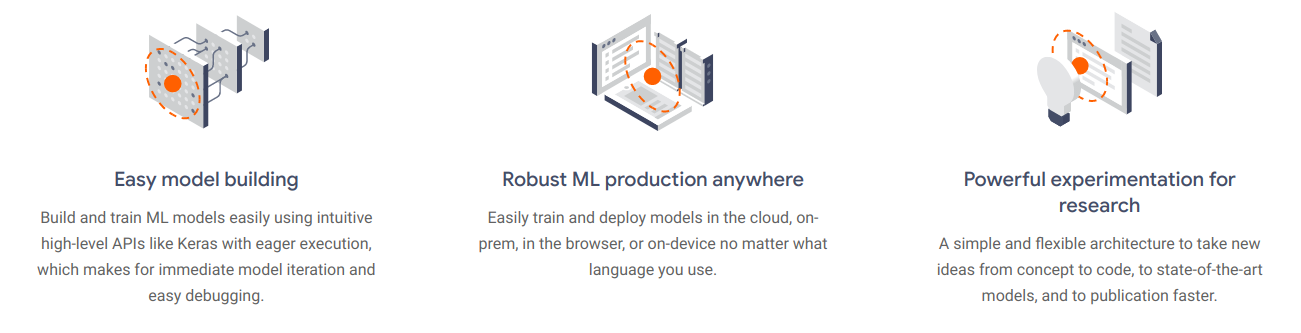 Easy model building
Build and train ML models easily using intuitive
high-level APIs like Keras with eager execution,
which makes for immediate model iteration and
easy debugging.
Robust ML production anywhere
Easily train and deploy models in the cloud, on-
prem, in the browser, or on-device no matter what
language you use.
Powerful experimentation for
research
A simple and flexible architecture to take new
ideas from concept to code, to state-of-the-art
models, and to publication faster.